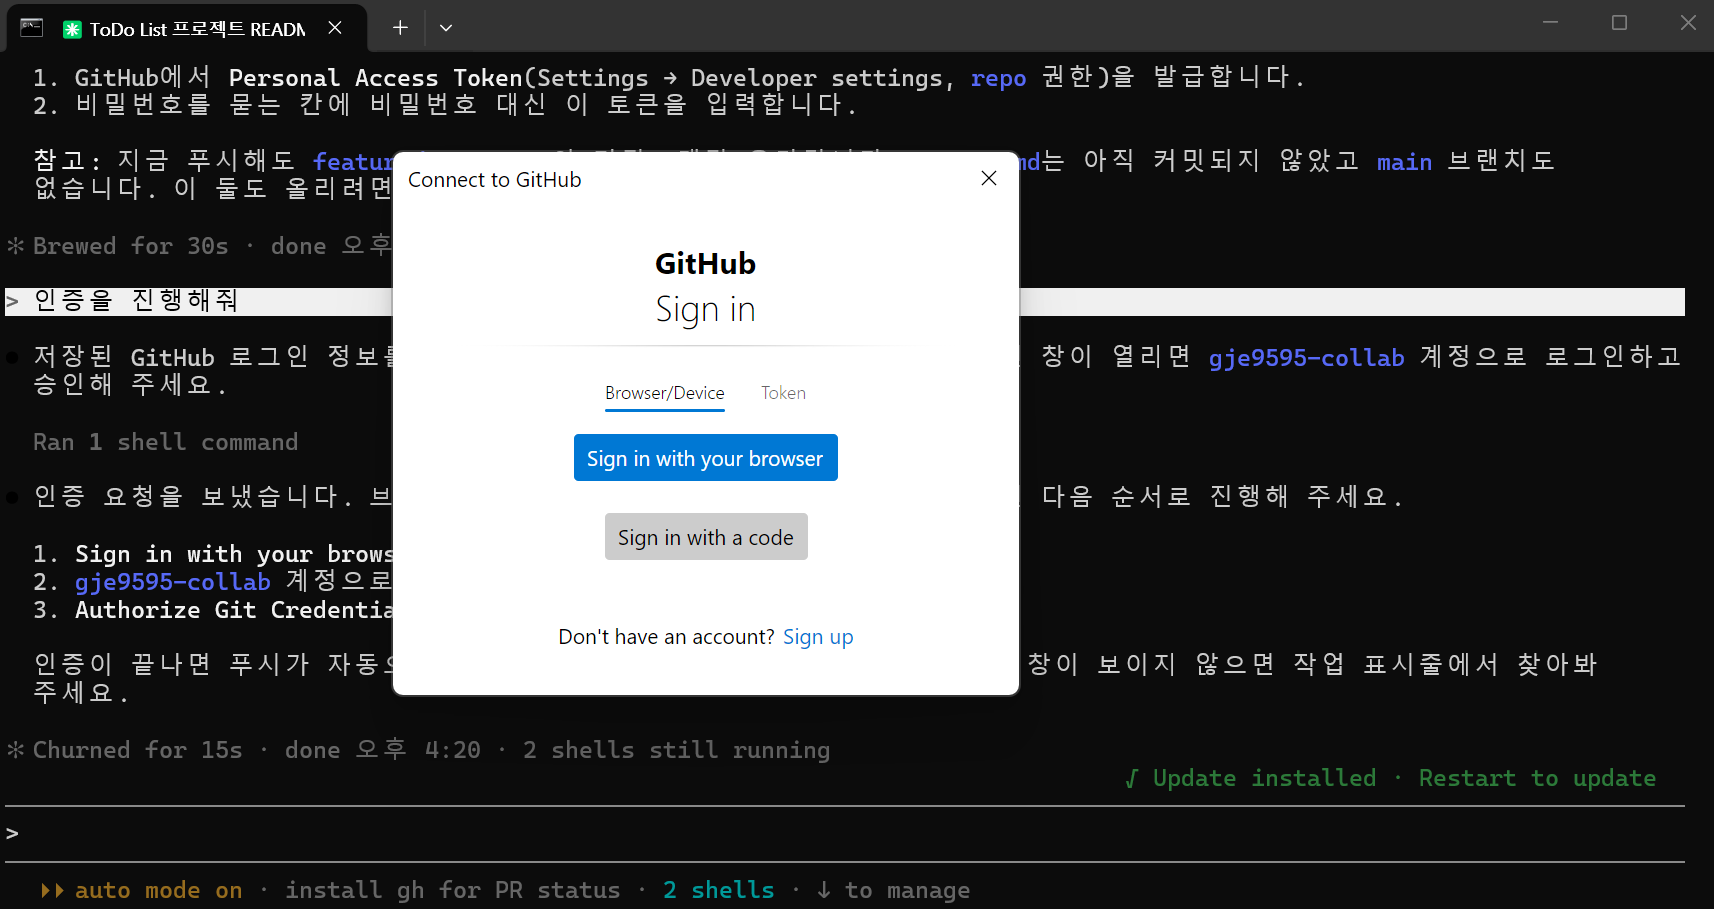 ToDo List 프로젝트 READM
1. GitHub에서 Personal Access Token(Settings → Developer settings, repo 권한)을 발급합니다.
2. 비밀번호를 묻는 칸에 비밀번호 대신 이 토큰을 입력합니다.
참고: 지금 푸시해도 featur
md는 아직 커밋되지 않았고 main 브랜치도
없습니다. 이 둘도 올리려면
✻ Brewed for 30s · done 오후
> 인증을 진행해줘
● 저장된 GitHub 로그인 정보를
창이 열리면 gje9595-collab 계정으로 로그인하고
승인해 주세요.
Ran 1 shell command
● 인증 요청을 보냈습니다. 브
다음 순서로 진행해 주세요.
1. Sign in with your brows
2. gje9595-collab 계정으로
3. Authorize Git Credentia
인증이 끝나면 푸시가 자동으
창이 보이지 않으면 작업 표시줄에서 찾아봐
주세요.
✻ Churned for 15s · done 오후 4:20 · 2 shells still running
√ Update installed · Restart to update
>
⏵⏵ auto mode on · install gh for PR status · 2 shells · ↓ to manage
Connect to GitHub
GitHub
Sign in
Browser/Device Token
Sign in with your browser
Sign in with a code
Don't have an account? Sign up